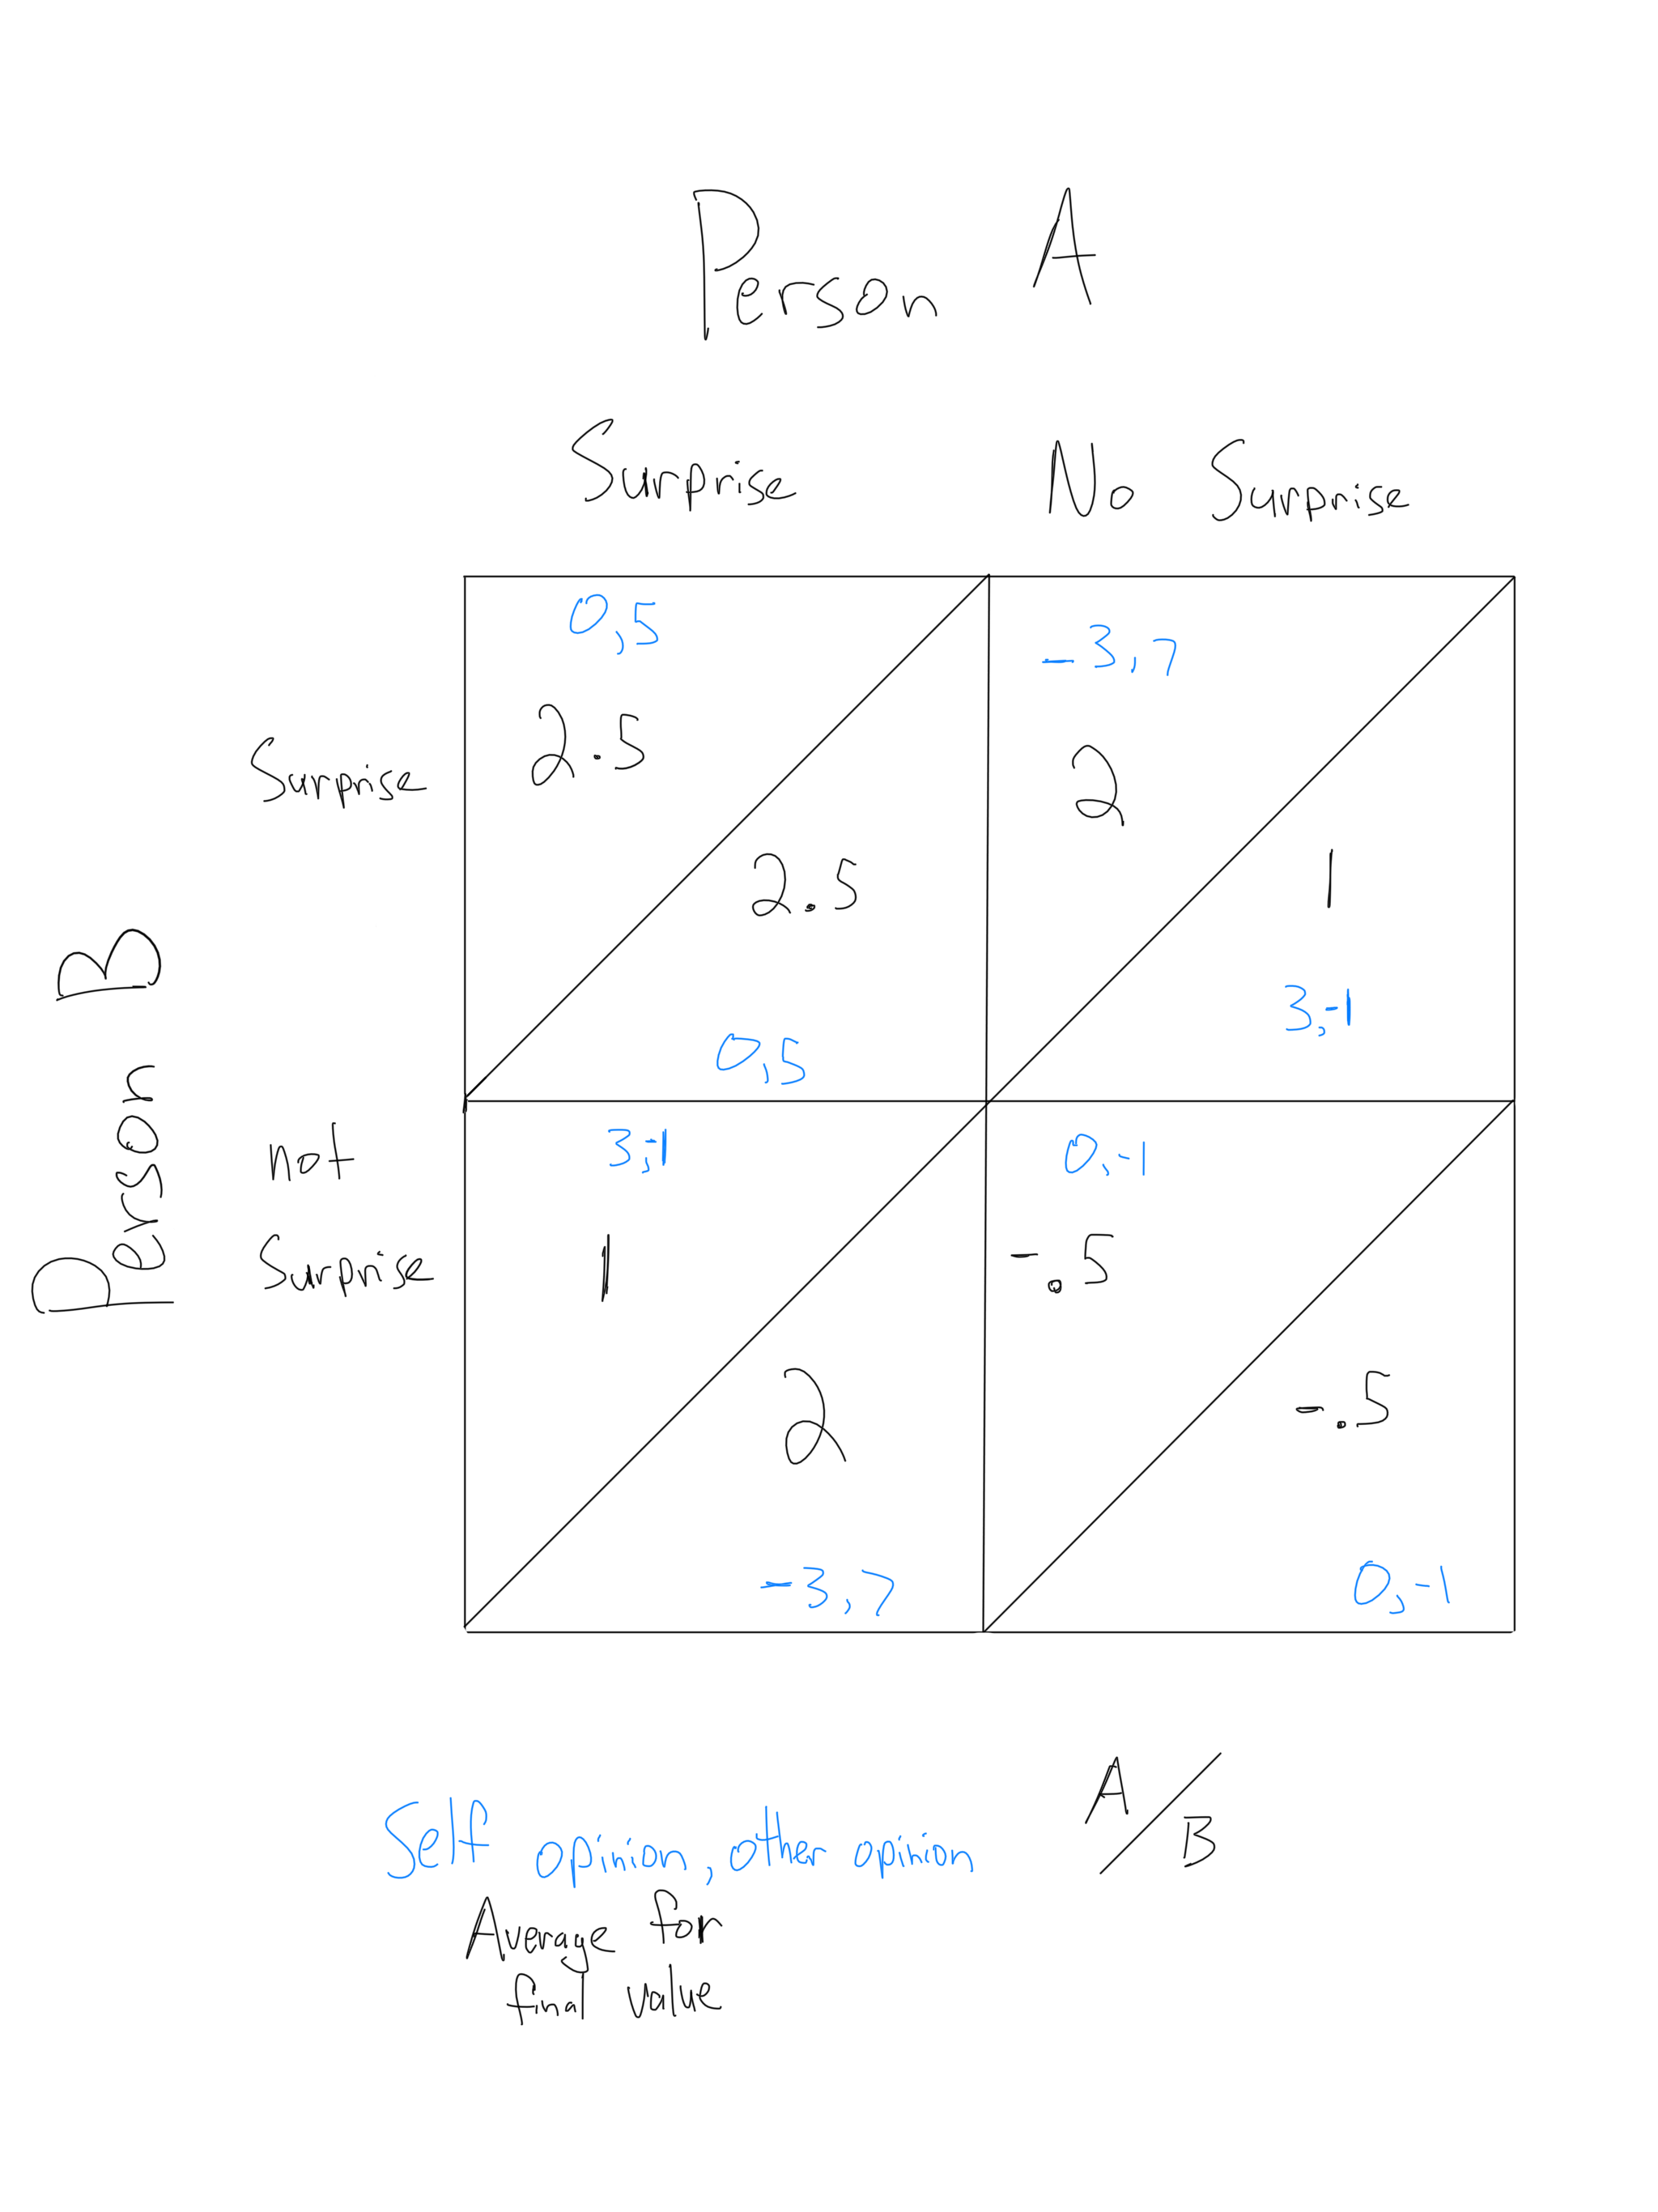 Person A
Surprise No Surprise
Person B
0,5
-3,7
2.5
2
Surprise
2.5
1
3,-1
0,5
3,-1
0,-1
not
Surprise
1
-.5
2
-.5
-3,7
0,-1
A/B
Self opinion, other opinion
Average for
final value